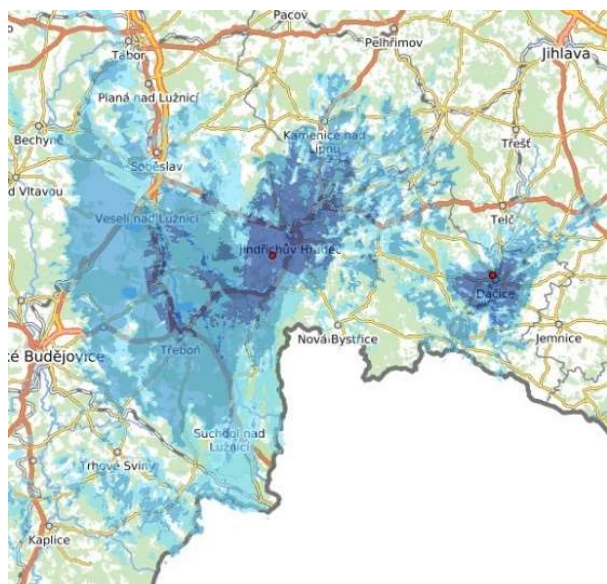 Pacov
Pelhřimov
Tábor
Jihlava
Planá nad Lužnicí
Kamenice nad
Lipou
Bechyně
Třešť
Soběslav
d Vltavou
Telč
Veselí nad Lužnicí
Jindřichův Hradec
Dačice
Nová Bystřice
Jemnice
ké Budějovice
Třeboň
Suchdol nad
Lužnicí
Trhové Sviny
Kaplice